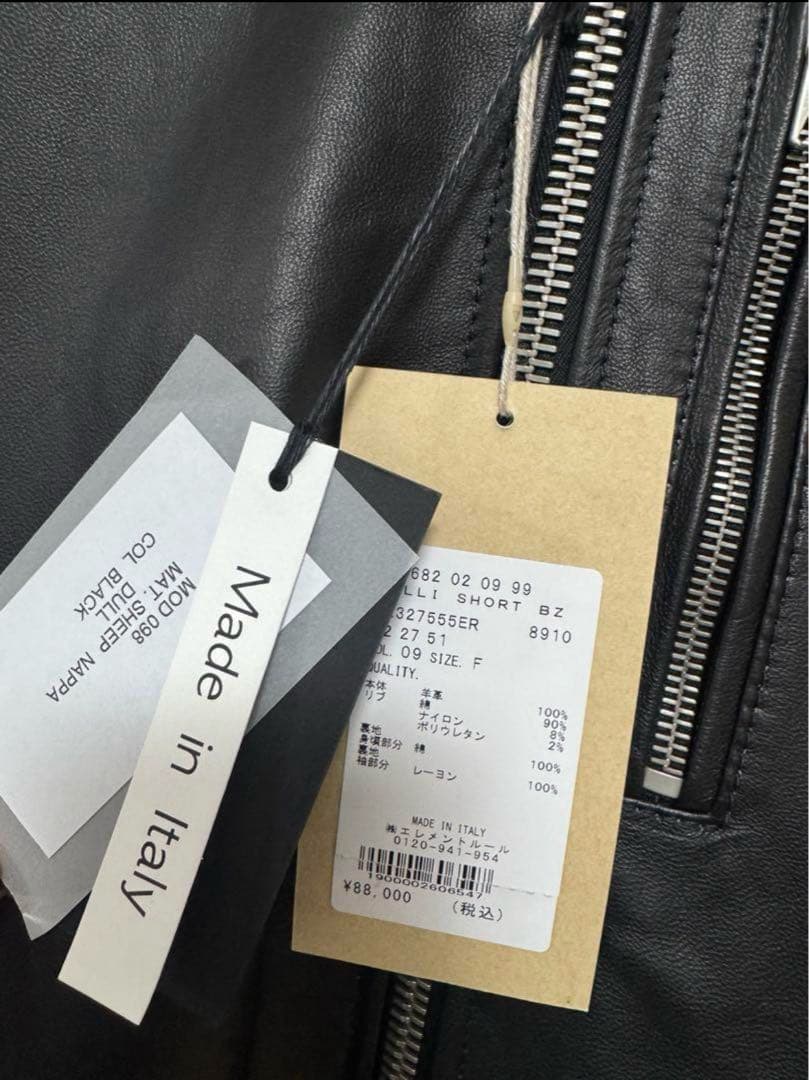 MOD 098
MAT: SHEEP NAPPA
DULL
COL BLACK
Made in Italy
682 02 09 99
LLI SHORT BZ
327555ER 8910
2 27 51
OL. 09 SIZE. F
QUALITY.
本体 羊革 100%
リブ 綿 90%
ナイロン 8%
ポリウレタン 2%
裏地
身頃部分 綿 100%
裏地
袖部分 レーヨン 100%
MADE IN ITALY
㈱エレメントルール
0120-941-954
1900002606547
¥88,000 (税込)